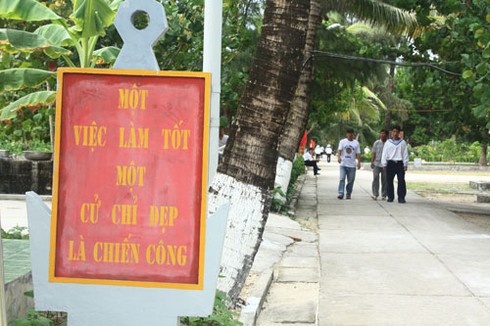 MỘT
VIỆC LÀM TỐT
MỘT
CỬ CHỈ ĐẸP
LÀ CHIẾN CÔNG